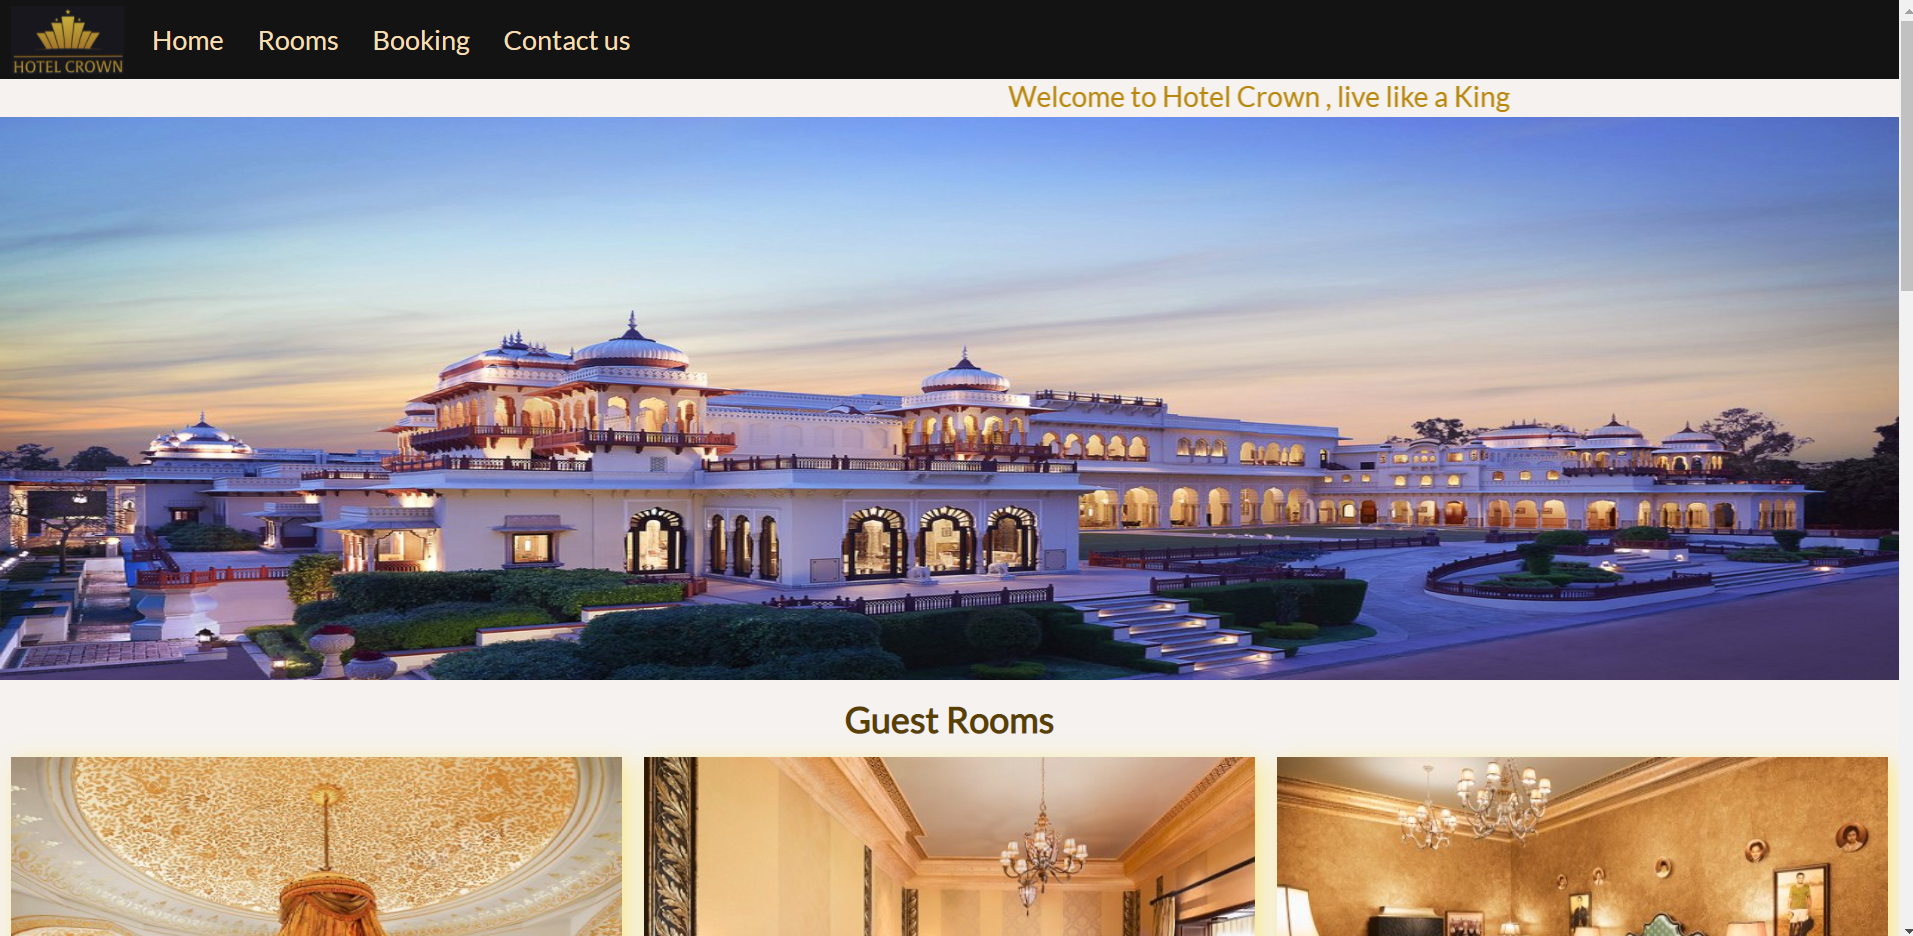 HOTEL CROWN
Home Rooms Booking Contact us
Welcome to Hotel Crown , live like a King
Guest Rooms